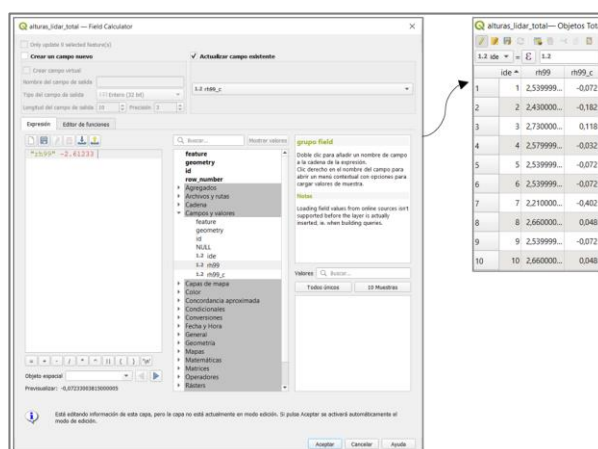 alturas_lidar_total — Field Calculator
Only update 0 selected feature(s)
Crear un campo nuevo
Actualizar campo existente
Crear campo virtual
Nombre del campo de salida
Tipo del campo de salida 123 Entero (32 bit)
Longitud del campo de salida 10 Precisión 3
1.2 rh99_c
Expresión Editor de funciones
"rh99" -2.61233
Buscar... Mostrar valores
feature
geometry
id
row_number
Agregados
Archivos y rutas
Cadena
Campos y valores
feature
geometry
id
NULL
1.2 ide
1.2 rh99
1.2 rh99_c
Capas de mapa
Color
Concordancia aproximada
Condicionales
Conversiones
Fecha y Hora
General
Geometría
Mapas
Matemáticas
Matrices
Operadores
Rásters
grupo field
Doble clic para añadir un nombre de campo a la cadena de la expresión.
Clic derecho en el nombre del campo para abrir un menú contextual con opciones para cargar valores de muestra.
Notes
Loading field values from online sources isn't supported before the layer is actually inserted, ie. when building queries.
Valores Buscar...
Todos únicos 10 Muestras
= + - / * ^ || ( ) '\n'
Objeto espacial
Previsualizar: -0,07233003815000005
Está editando información de esta capa, pero la capa no está actualmente en modo edición. Si pulsa Aceptar se activará automáticamente el modo de edición.
Aceptar Cancelar Ayuda
alturas_lidar_total— Objetos Tot
1.2 ide = ε 1.2
ide rh99 rh99_c
1 1 2,539999... -0,072
2 2 2,430000... -0,182
3 3 2,730000... 0,118
4 4 2,579999... -0,032
5 5 2,539999... -0,072
6 6 2,539999... -0,072
7 7 2,210000... -0,402
8 8 2,660000... 0,048
9 9 2,539999... -0,072
10 10 2,660000... 0,048